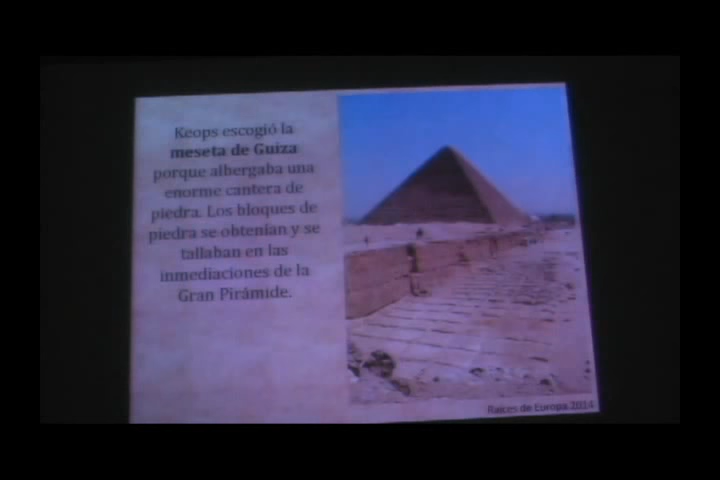 Keops escogió la
meseta de Guiza
porque albergaba una
enorme cantera de
piedra. Los bloques de
piedra se obtenían y se
tallaban en las
inmediaciones de la
Gran Pirámide.
Raíces de Europa 2014